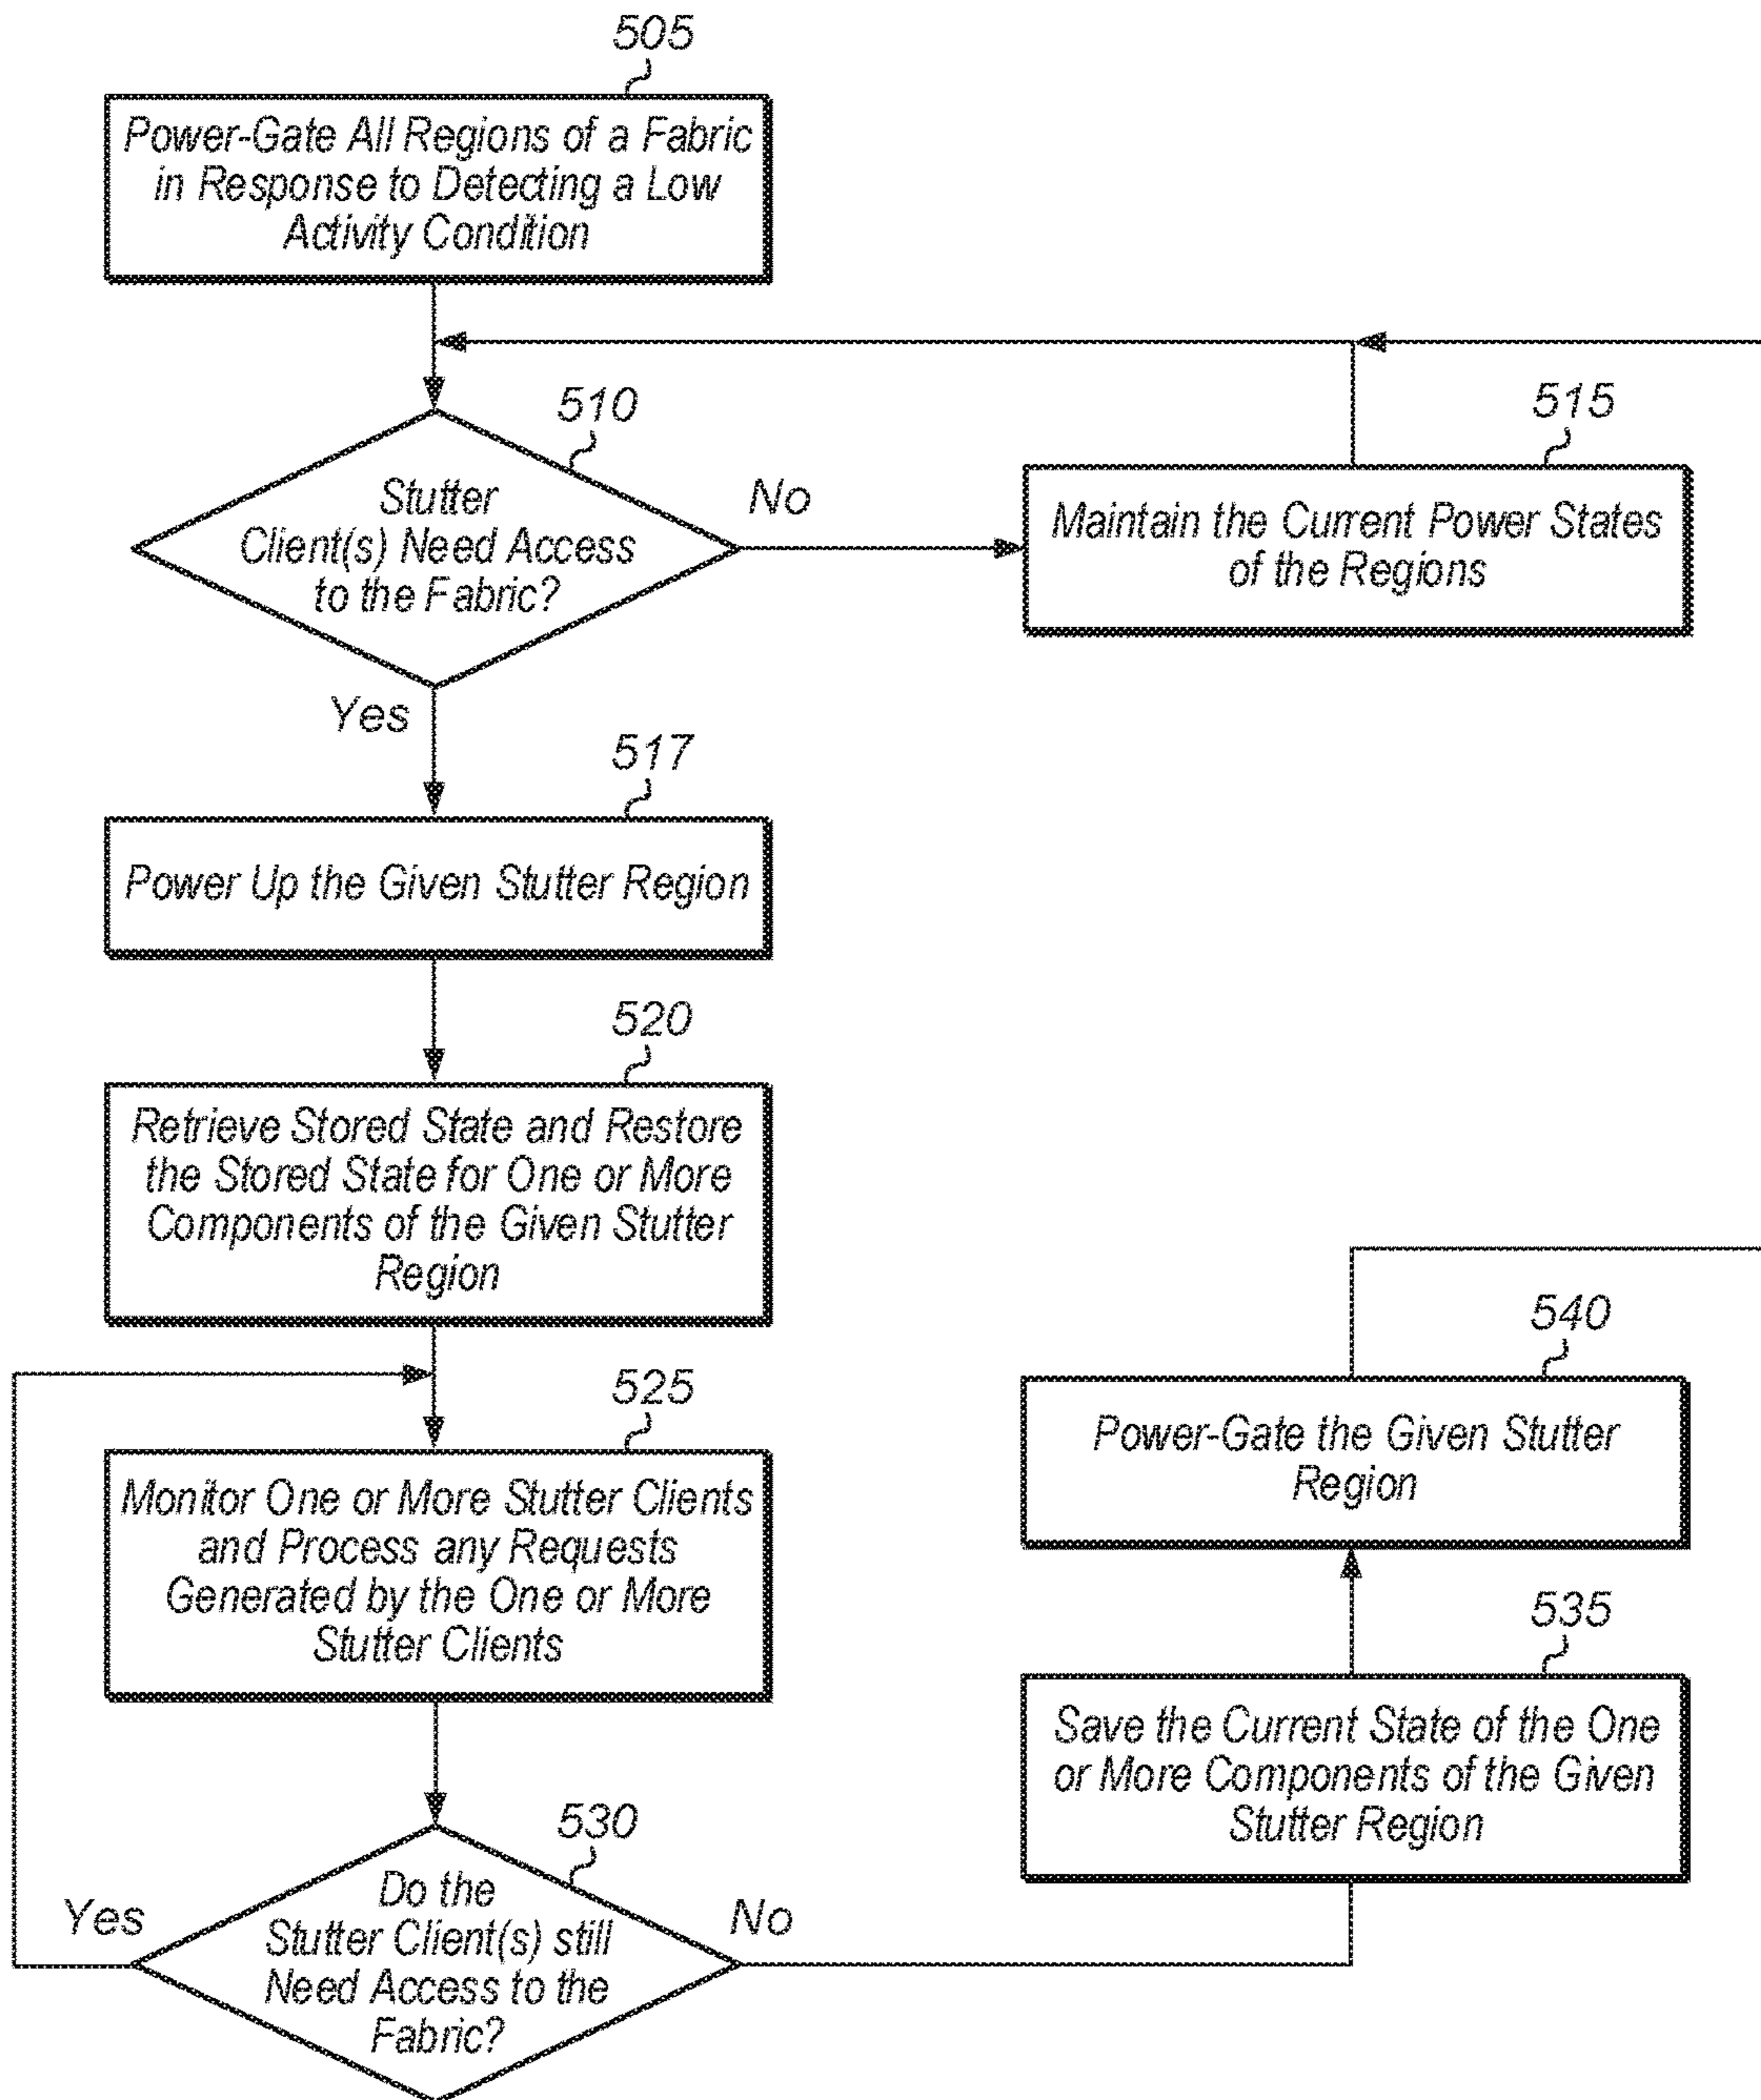 505
Power-Gate All Regions of a Fabric
in Response to Detecting a Low
Activity Condition
510
Stutter
Client(s) Need Access
to the Fabric?
No
515
Maintain the Current Power States
of the Regions
Yes
517
Power Up the Given Stutter Region
520
Retrieve Stored State and Restore
the Stored State for One or More
Components of the Given Stutter
Region
525
Monitor One or More Stutter Clients
and Process any Requests
Generated by the One or More
Stutter Clients
540
Power-Gate the Given Stutter
Region
535
Save the Current State of the One
or More Components of the Given
Stutter Region
530
Do the
Stutter Client(s) still
Need Access to the
Fabric?
Yes
No